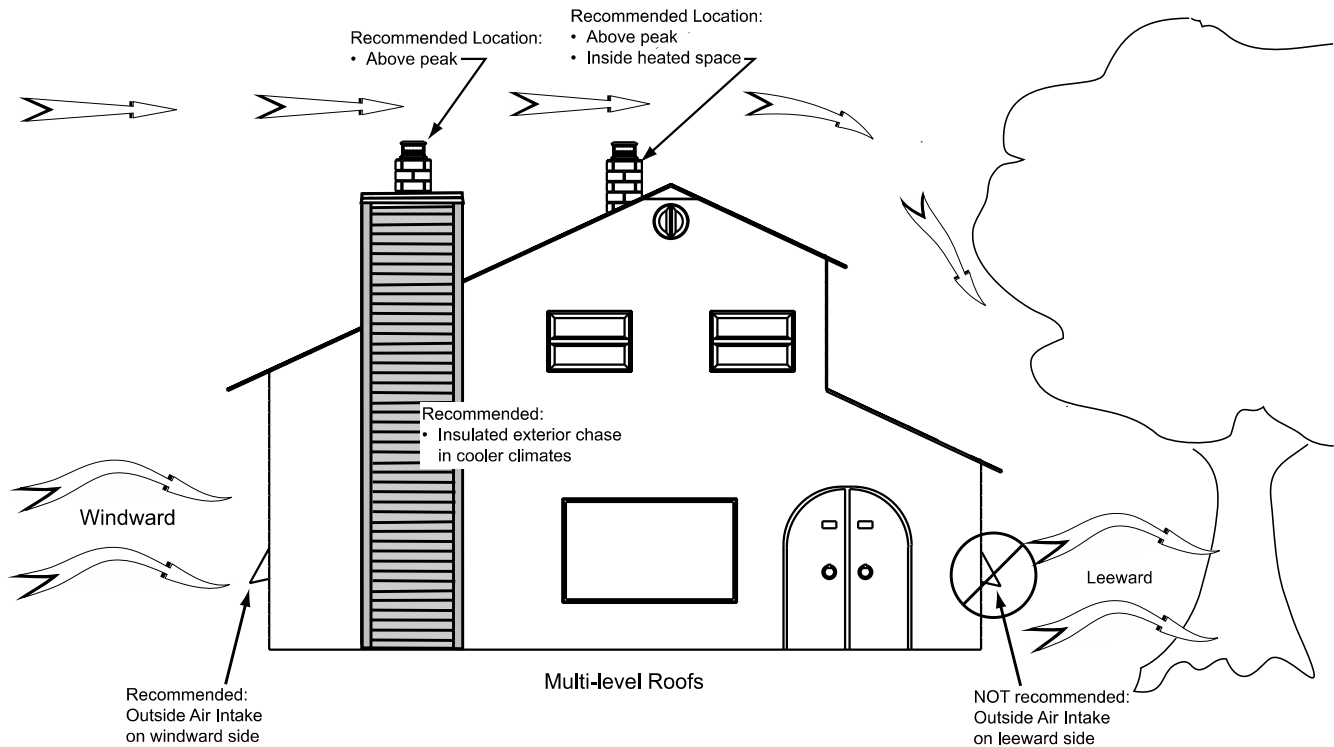 Recommended Location:
• Above peak
Recommended Location:
• Above peak
• Inside heated space
Recommended:
• Insulated exterior chase
in cooler climates
Windward
Leeward
Recommended:
Outside Air Intake
on windward side
Multi-level Roofs
NOT recommended:
Outside Air Intake
on leeward side